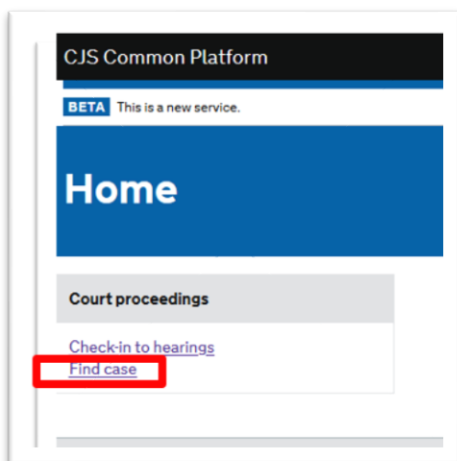 CJS Common Platform
BETA This is a new service.
Home
Court proceedings
Check-in to hearings
Find case